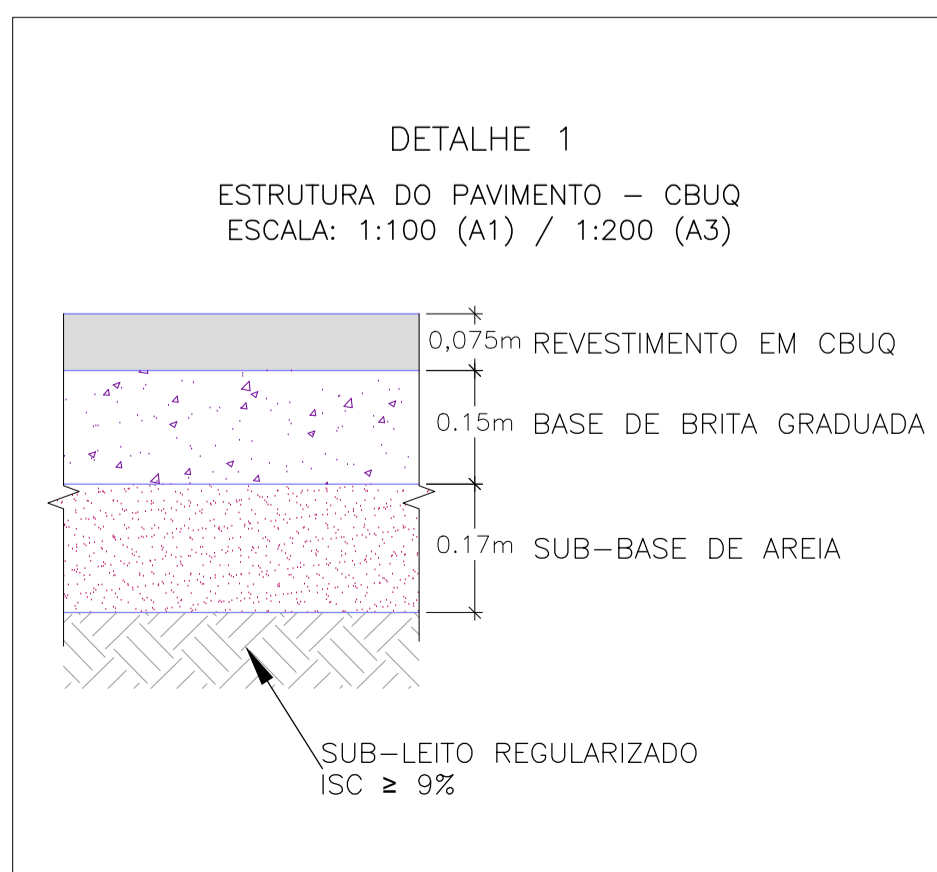 DETALHE 1
ESTRUTURA DO PAVIMENTO – CBUQ
ESCALA: 1:100 (A1) / 1:200 (A3)
0,075m REVESTIMENTO EM CBUQ
0.15m BASE DE BRITA GRADUADA
0.17m SUB-BASE DE AREIA
SUB-LEITO REGULARIZADO
ISC ≥ 9%